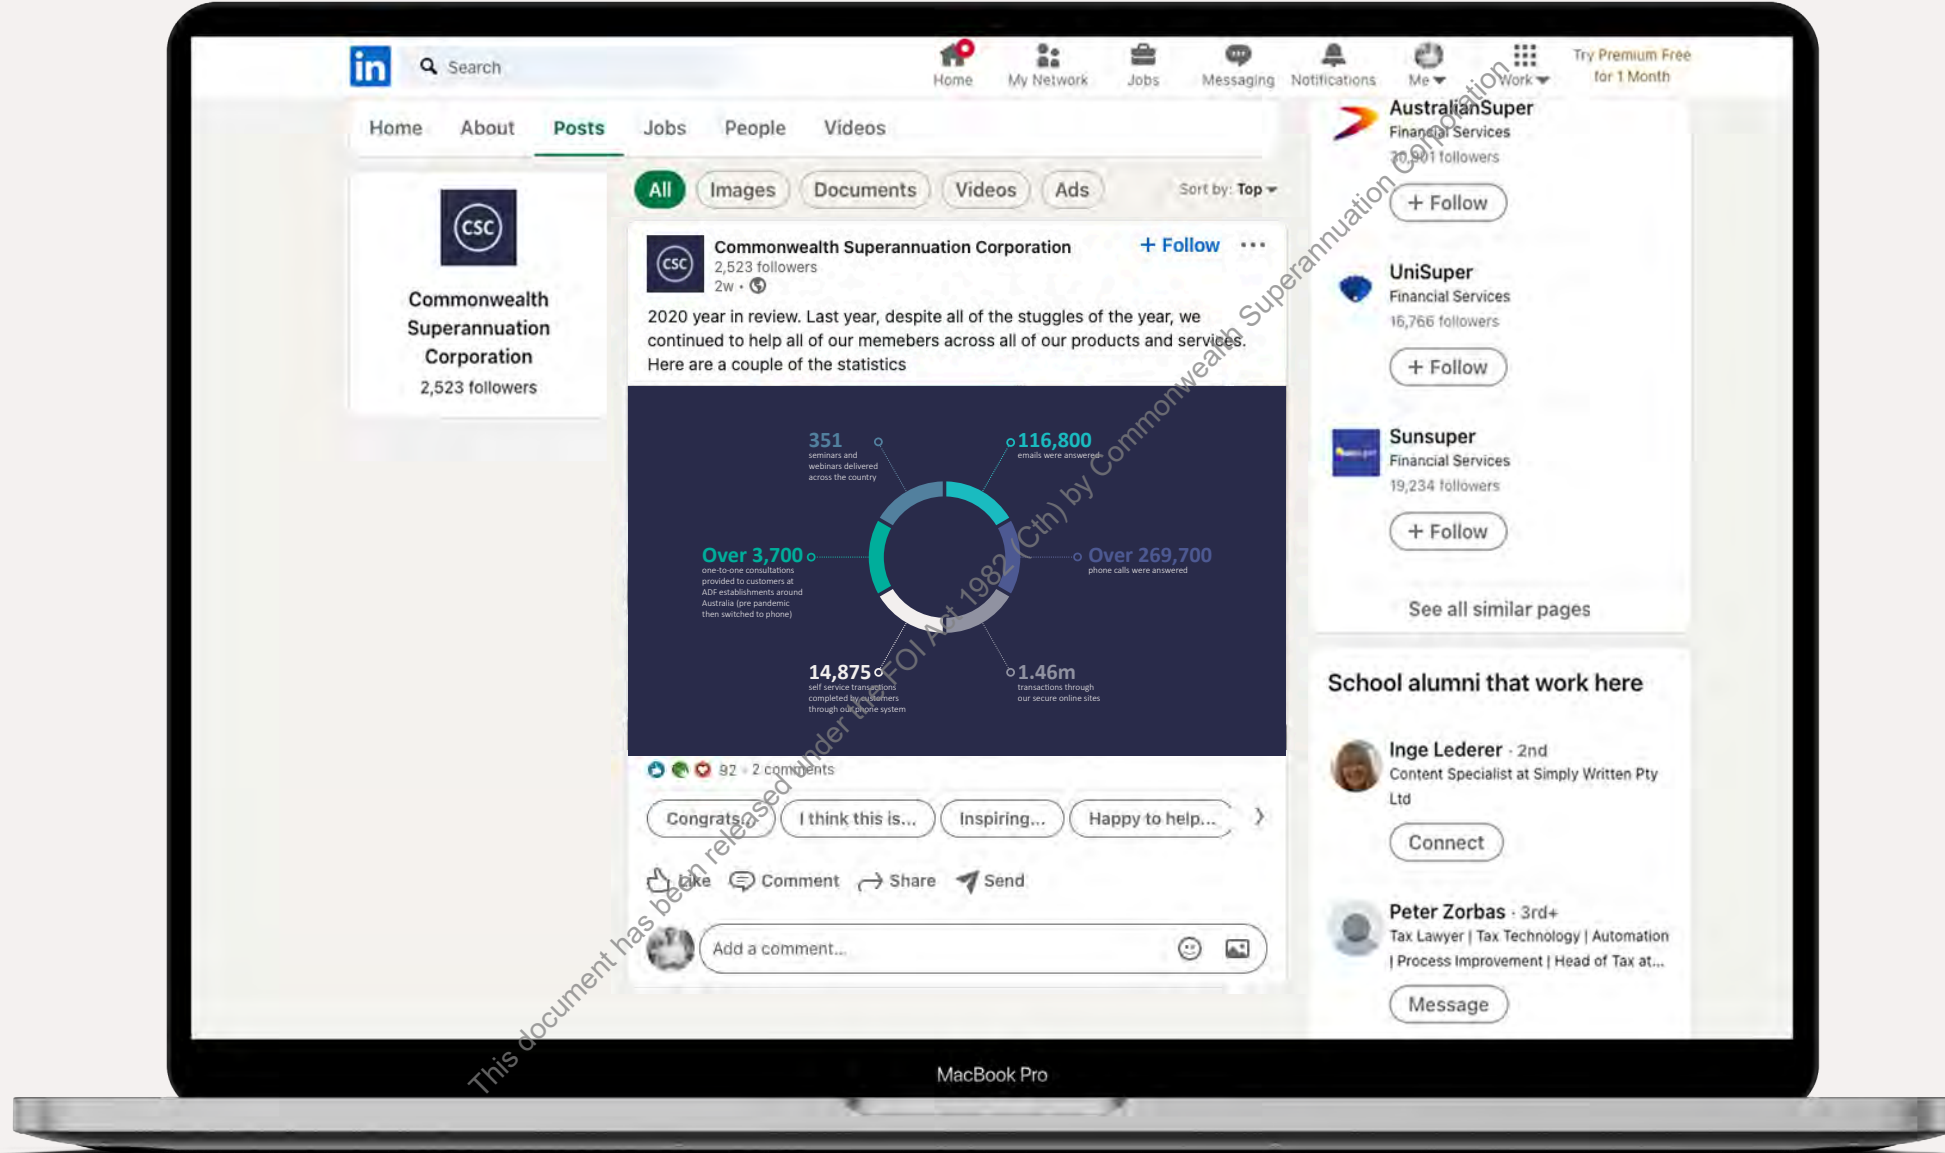 in
Search
Home
My Network
Jobs
Messaging
Notifications
Me
Work
Try Premium Free
for 1 Month
Home
About
Posts
Jobs
People
Videos
CSC
Commonwealth
Superannuation
Corporation
2,523 followers
All
Images
Documents
Videos
Ads
Sort by: Top
CSC
Commonwealth Superannuation Corporation
+ Follow
2,523 followers
2w •
2020 year in review. Last year, despite all of the stuggles of the year, we
continued to help all of our memebers across all of our products and services.
Here are a couple of the statistics
351
seminars and
webinars delivered
across the country
116,800
emails were answered
Over 3,700
one-to-one consultations
provided to customers at
ADF establishments around
Australia (pre pandemic
then switched to phone)
Over 269,700
phone calls were answered
14,875
self service transactions
completed by customers
through our phone system
1.46m
transactions through
our secure online sites
92 · 2 comments
Congrats...
I think this is...
Inspiring...
Happy to help...
Like
Comment
Share
Send
Add a comment...
AustralianSuper
Financial Services
30,901 followers
+ Follow
UniSuper
Financial Services
16,766 followers
+ Follow
Sunsuper
Financial Services
19,234 followers
+ Follow
See all similar pages
School alumni that work here
Inge Lederer · 2nd
Content Specialist at Simply Written Pty
Ltd
Connect
Peter Zorbas · 3rd+
Tax Lawyer | Tax Technology | Automation
| Process Improvement | Head of Tax at...
Message
MacBook Pro
This document has been released under the FOI Act 1982 (Cth) by Commonwealth Superannuation Corporation